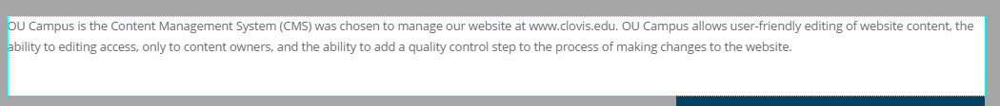 OU Campus is the Content Management System (CMS) was chosen to manage our website at www.clovis.edu. OU Campus allows user-friendly editing of website content, the
ability to editing access, only to content owners, and the ability to add a quality control step to the process of making changes to the website.